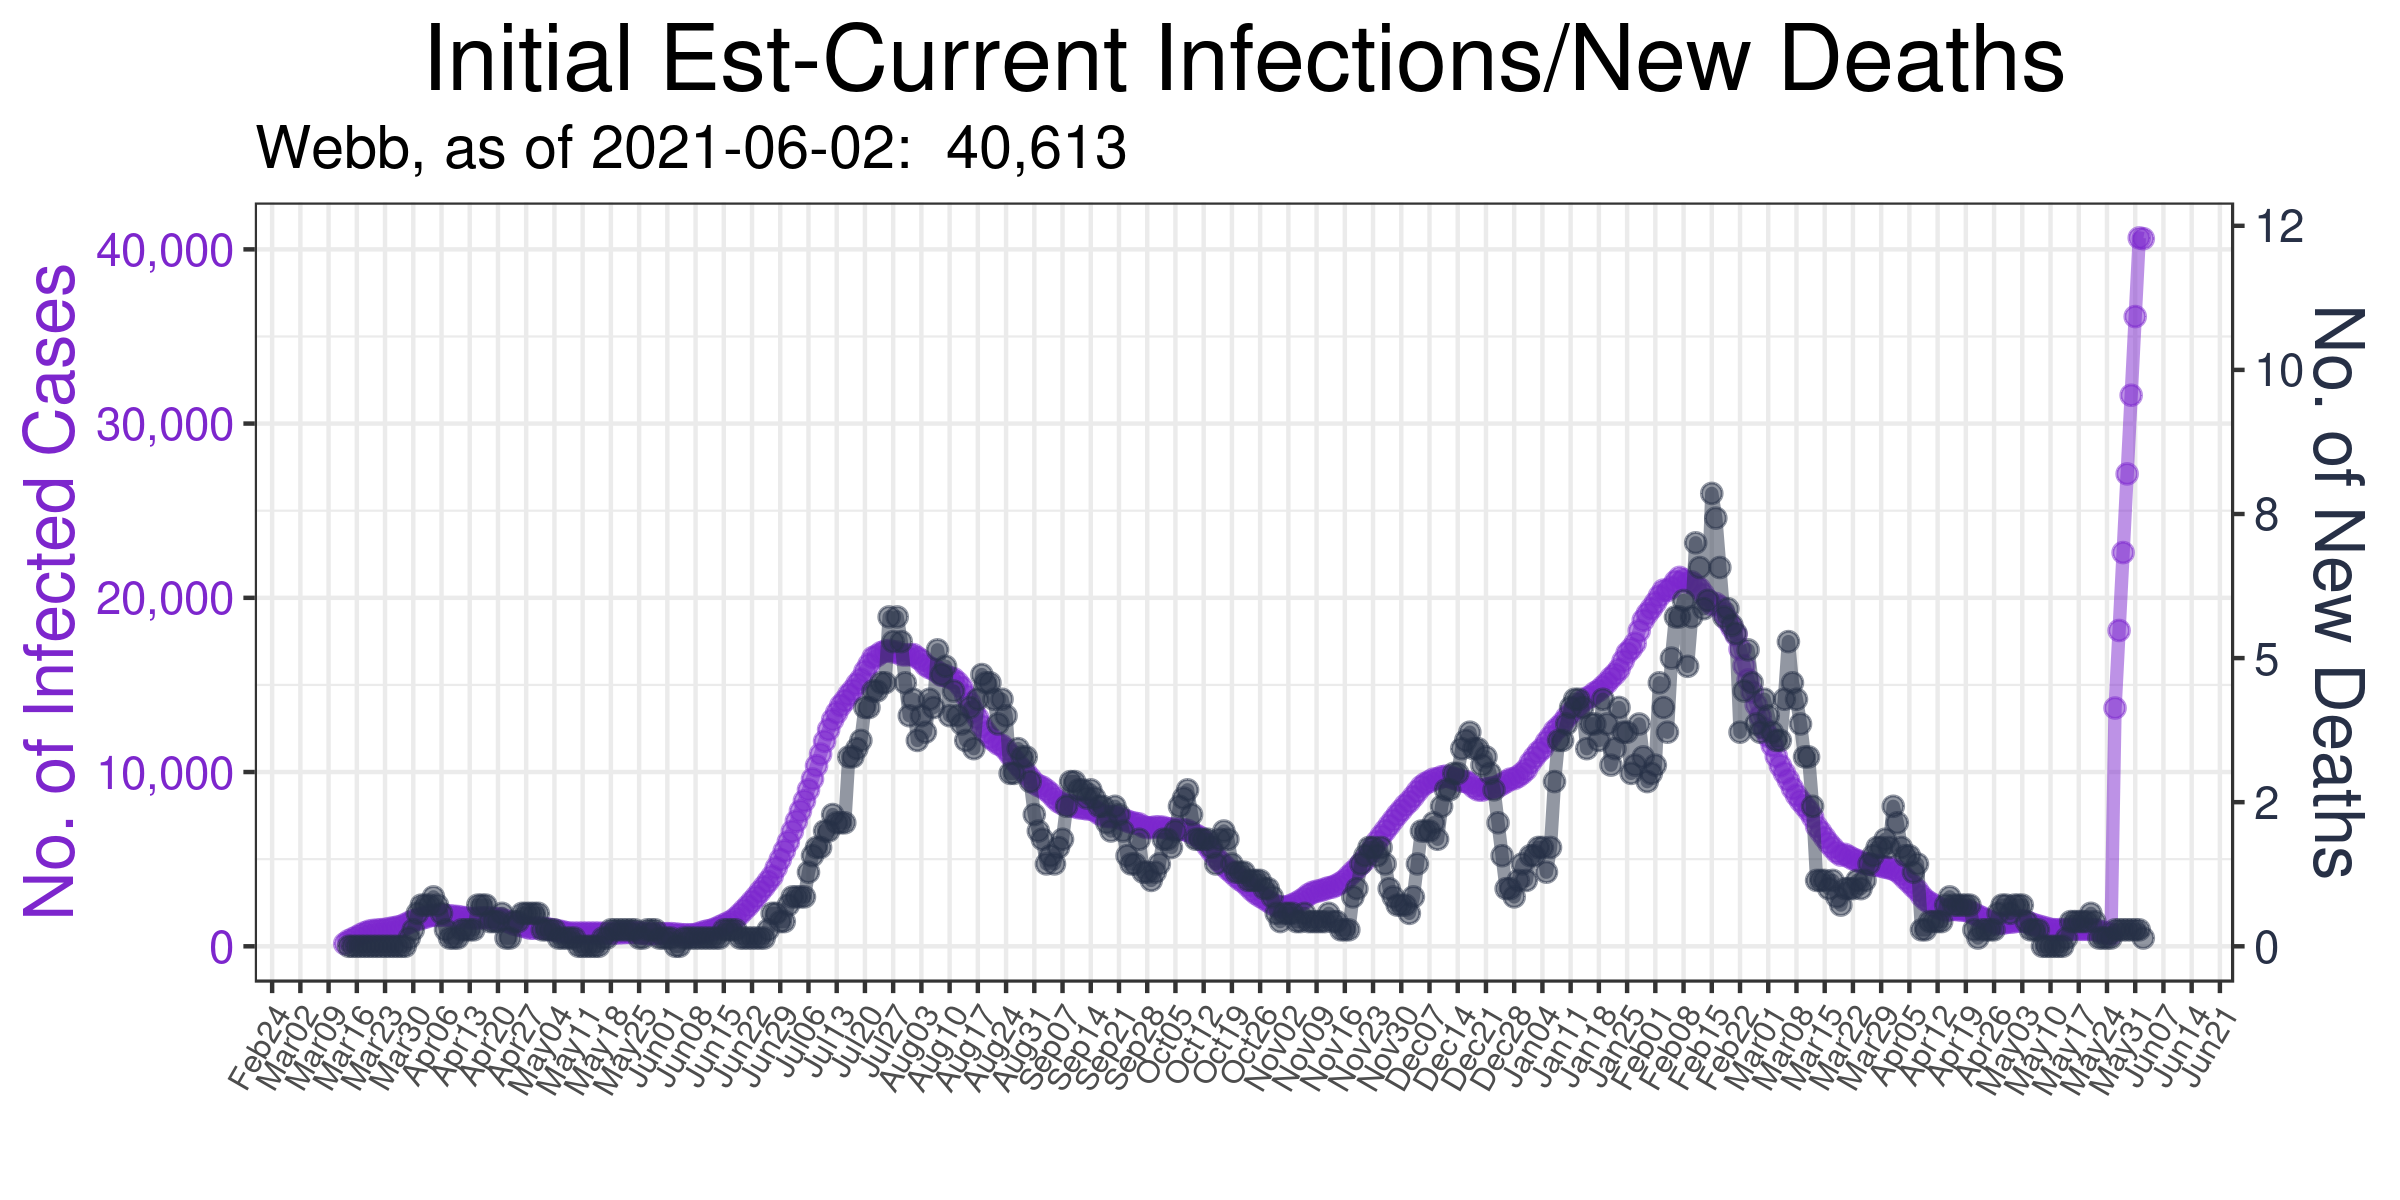 Initial Est-Current Infections/New Deaths
Webb, as of 2021-06-02:  40,613
No. of Infected Cases
40,000
30,000
20,000
10,000
0
12
10
8
5
2
0
No. of New Deaths
Feb24
Mar02
Mar09
Mar16
Mar23
Mar30
Apr06
Apr13
Apr20
Apr27
May04
May11
May18
May25
Jun01
Jun08
Jun15
Jun22
Jun29
Jul06
Jul13
Jul20
Jul27
Aug03
Aug10
Aug17
Aug24
Aug31
Sep07
Sep14
Sep21
Sep28
Oct05
Oct12
Oct19
Oct26
Nov02
Nov09
Nov16
Nov23
Nov30
Dec07
Dec14
Dec21
Dec28
Jan04
Jan11
Jan18
Jan25
Feb01
Feb08
Feb15
Feb22
Mar01
Mar08
Mar15
Mar22
Mar29
Apr05
Apr12
Apr19
Apr26
May03
May10
May17
May24
May31
Jun07
Jun14
Jun21